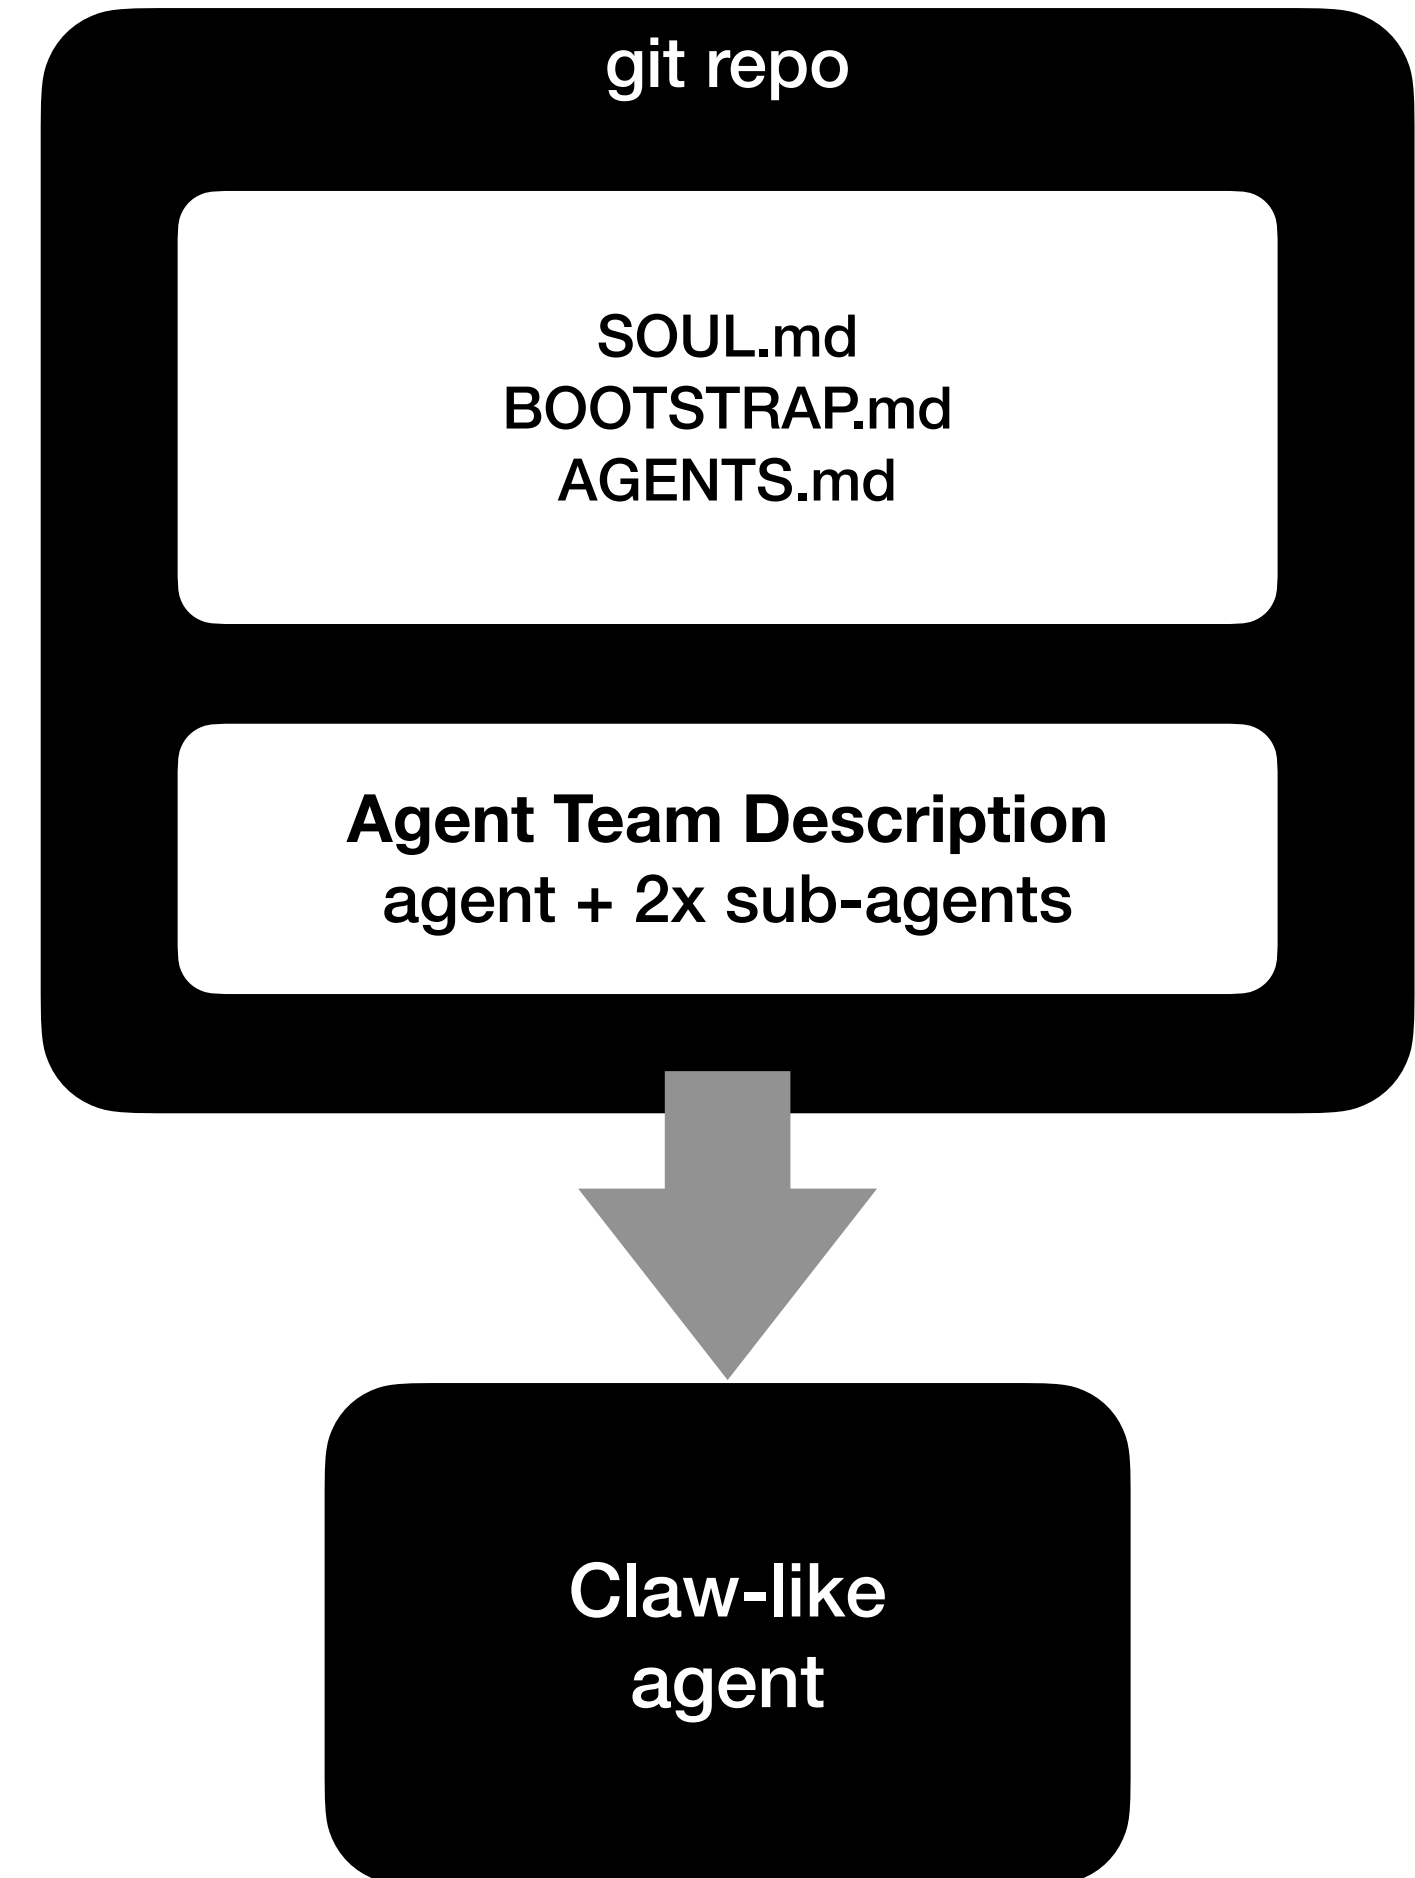 git repo
SOUL.md
BOOTSTRAP.md
AGENTS.md
Agent Team Description
agent + 2x sub-agents
Claw-like
agent